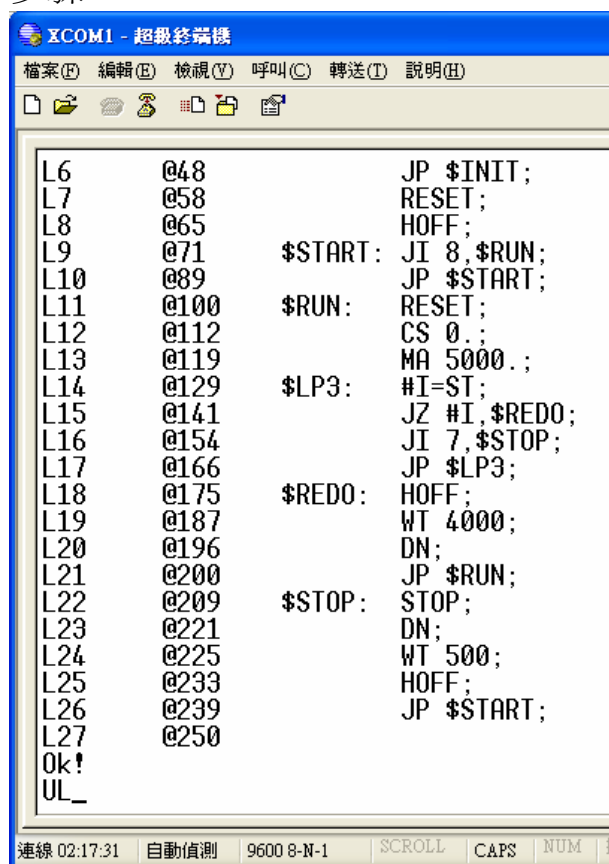 XCOM1 - 超級終端機
檔案(F) 編輯(E) 檢視(V) 呼叫(C) 轉送(T) 說明(H)
L6 @48 JP $INIT;
L7 @58 RESET;
L8 @65 HOFF;
L9 @71 $START: JI 8,$RUN;
L10 @89 JP $START;
L11 @100 $RUN: RESET;
L12 @112 CS 0.;
L13 @119 MA 5000.;
L14 @129 $LP3: #I=ST;
L15 @141 JZ #I,$REDO;
L16 @154 JI 7,$STOP;
L17 @166 JP $LP3;
L18 @175 $REDO: HOFF;
L19 @187 WT 4000;
L20 @196 DN;
L21 @200 JP $RUN;
L22 @209 $STOP: STOP;
L23 @221 DN;
L24 @225 WT 500;
L25 @233 HOFF;
L26 @239 JP $START;
L27 @250
Ok!
UL_
連線 02:17:31 自動偵測 9600 8-N-1 SCROLL CAPS NUM